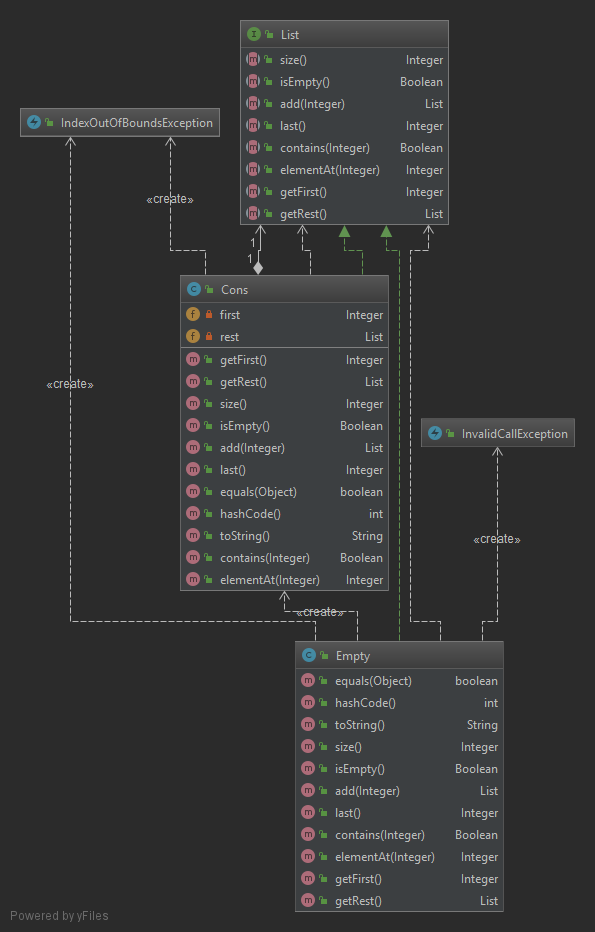 List
size() Integer
isEmpty() Boolean
add(Integer) List
last() Integer
contains(Integer) Boolean
elementAt(Integer) Integer
getFirst() Integer
getRest() List
IndexOutOfBoundsException
«create»
1
1
Cons
first Integer
rest List
getFirst() Integer
getRest() List
size() Integer
isEmpty() Boolean
add(Integer) List
last() Integer
equals(Object) boolean
hashCode() int
toString() String
contains(Integer) Boolean
elementAt(Integer) Integer
«create»
InvalidCallException
«create»
«create»
Empty
equals(Object) boolean
hashCode() int
toString() String
size() Integer
isEmpty() Boolean
add(Integer) List
last() Integer
contains(Integer) Boolean
elementAt(Integer) Integer
getFirst() Integer
getRest() List
Powered by yFiles